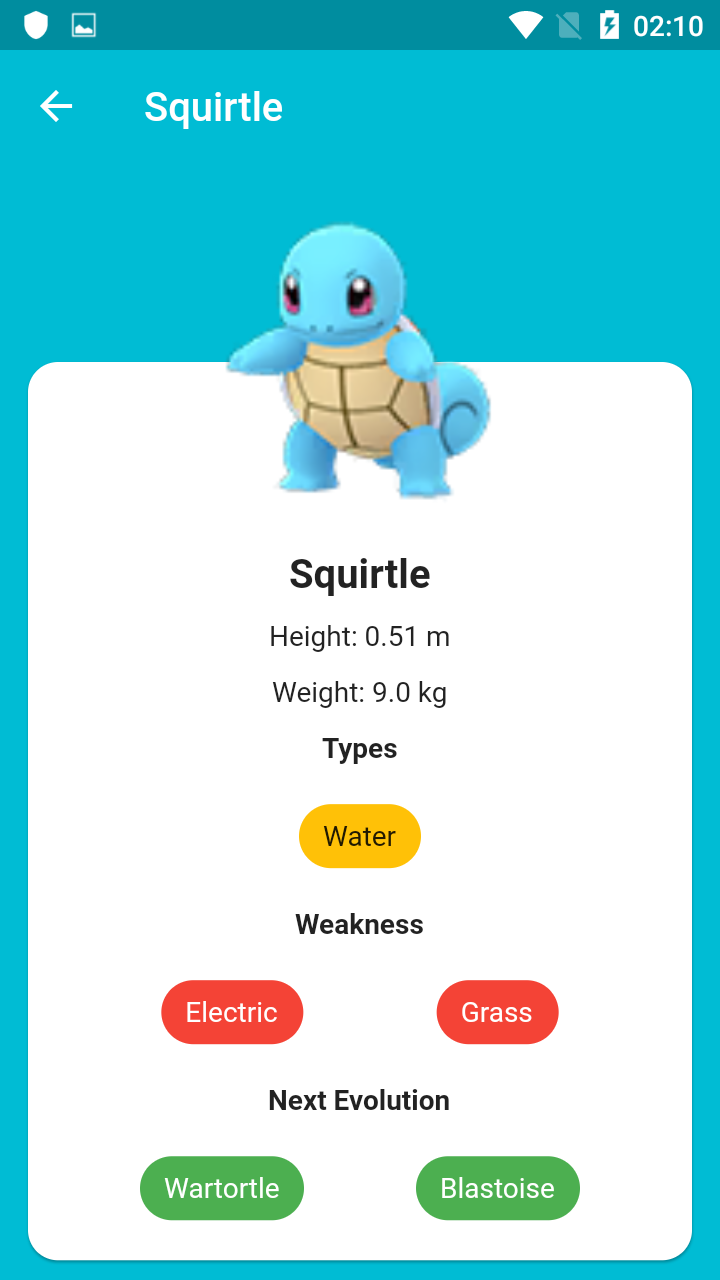 02:10
Squirtle
Squirtle
Height: 0.51 m
Weight: 9.0 kg
Types
Water
Weakness
Electric Grass
Next Evolution
Wartortle Blastoise